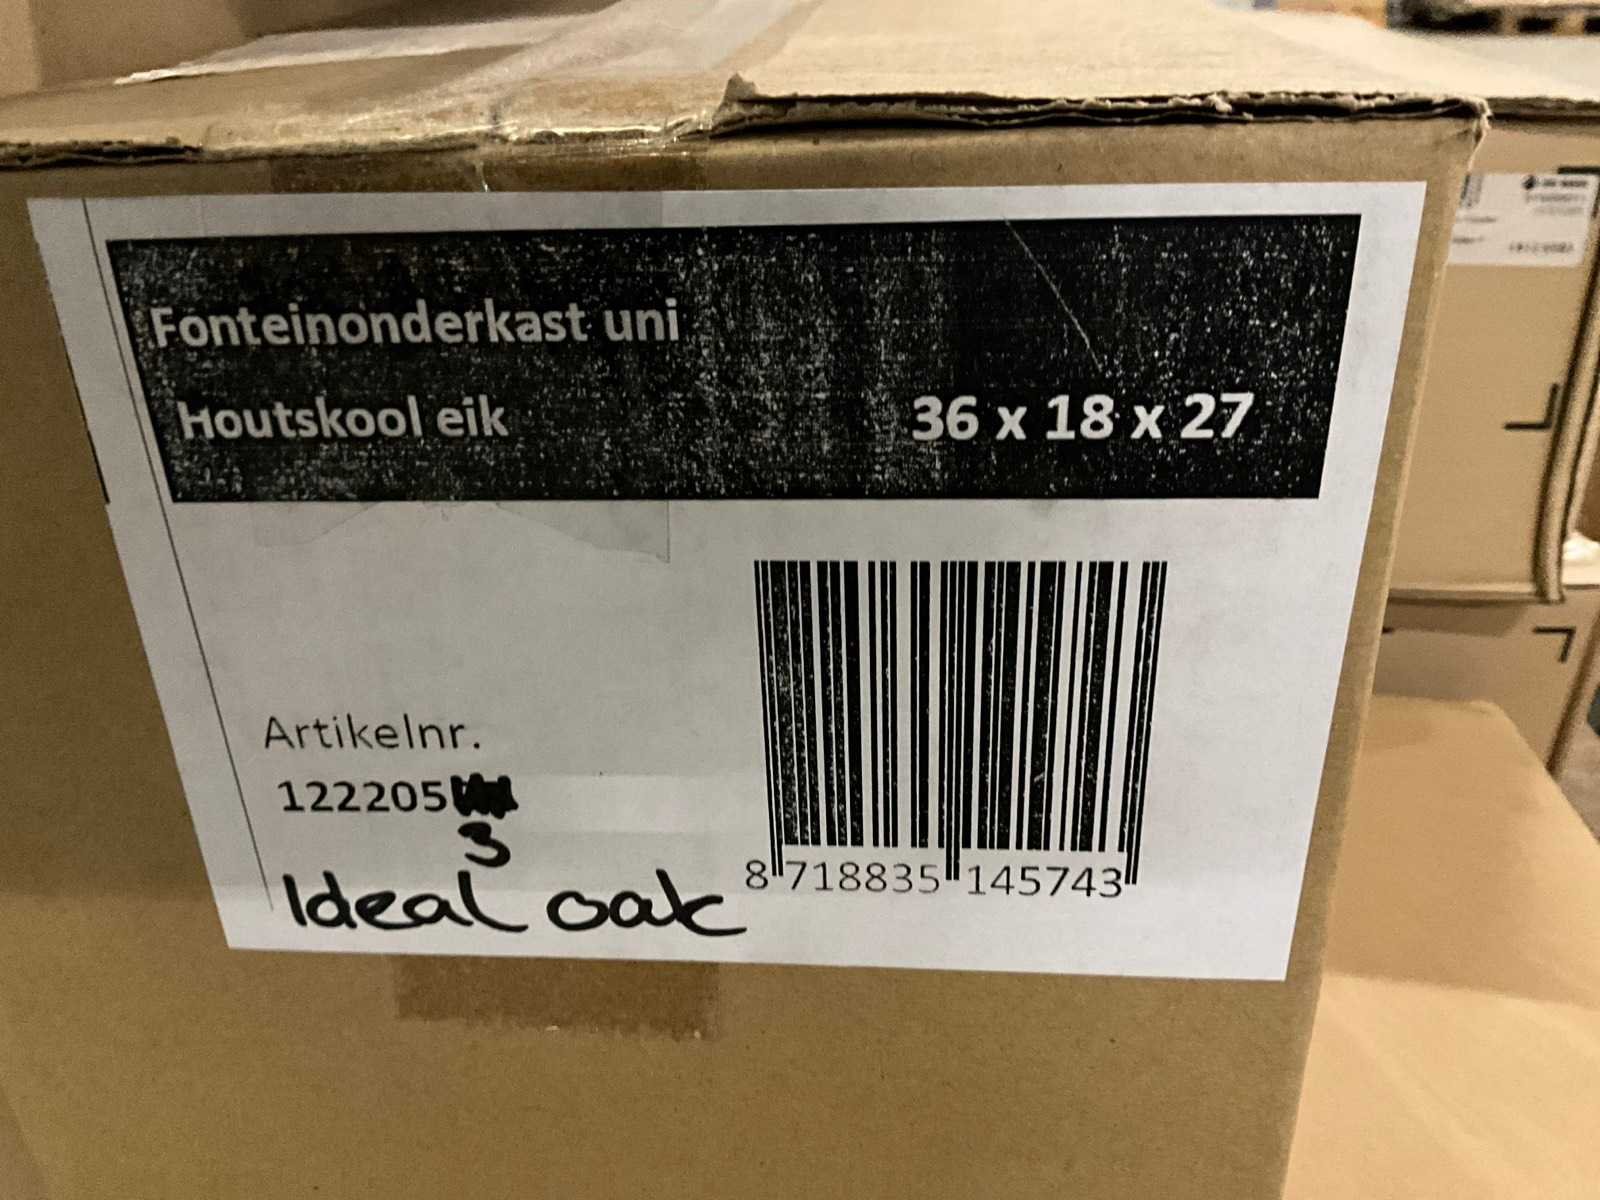 Fonteinonderkast uni
Houtskool eik
36 x 18 x 27
Artikelnr.
122205
3
Ideal oak
8 718835 145743